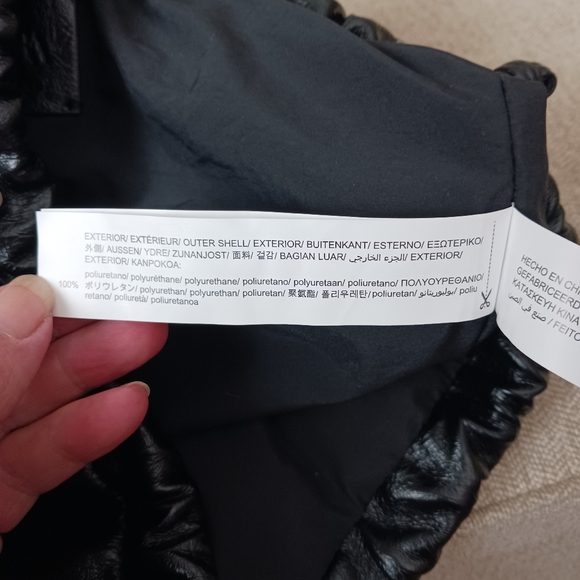 EXTERIOR/ EXTÉRIEUR/ OUTER SHELL/ EXTERIOR/ BUITENKANT/ ESTERNO/ ΕΞΩΤΕΡΙΚΟ/
外側/ AUSSEN/ YDRE/ ZUNANJOST/ 面料/ 겉감/ BAGIAN LUAR/ الجزء الخارجي/ EXTERIOR/
EXTERIOR/ KANPOKOA:
poliuretano/ polyuréthane/ polyurethane/ poliuretano/ polyuretaan/ poliuretano/ ΠΟΛΥΟΥΡΕΘΑΝΙΟ/
100% ポリウレタン/ polyurethan/ polyurethan/ poliuretan/ 聚氨酯/ 폴리우레탄/ poliuretan/ بوليوريتانو/ poliu
retano/ poliuretà/ poliuretanoa
HECHO EN CH
GEFABRICEERD
ΚΑΤΑΣΚΕΥΗ ΚΙΝΑ
صنع في الص / FEITO